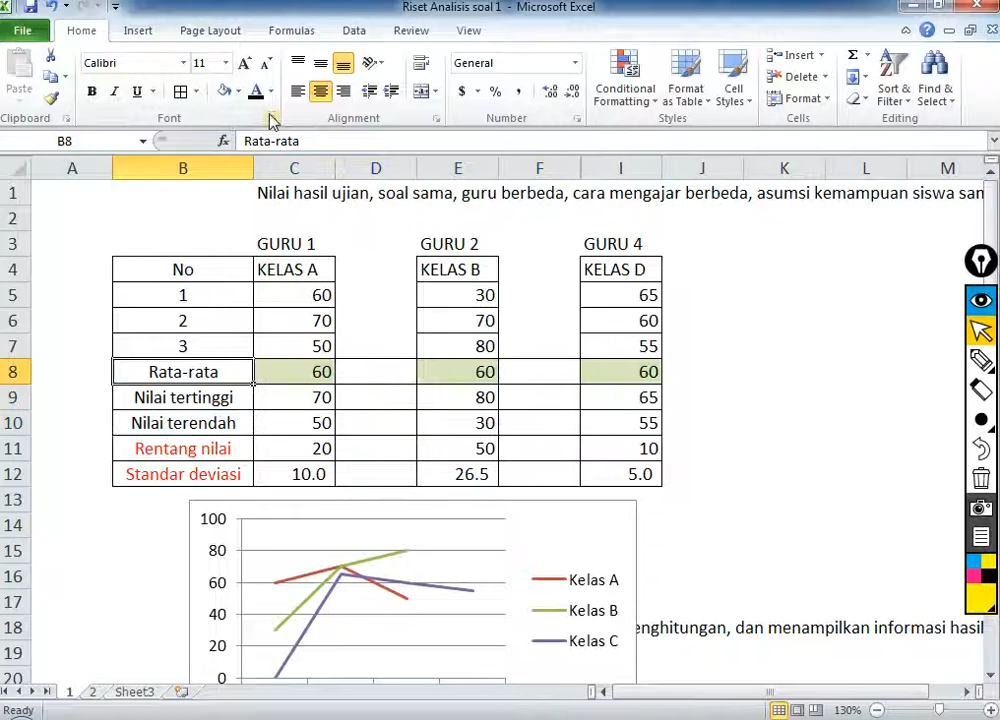 Riset Analisis soal 1 - Microsoft Excel
File Home Insert Page Layout Formulas Data Review View
Paste Calibri 11 General Conditional Formatting Format as Table Cell Styles Insert Delete Format Sort & Filter Find & Select
B I U A $ % ,
Clipboard Font Alignment Number Styles Cells Editing
B8 fx Rata-rata
A B C D E F I J K L M
1 Nilai hasil ujian, soal sama, guru berbeda, cara mengajar berbeda, asumsi kemampuan siswa san
2
3 GURU 1 GURU 2 GURU 4
4 No KELAS A KELAS B KELAS D
5 1 60 30 65
6 2 70 70 60
7 3 50 80 55
8 Rata-rata 60 60 60
9 Nilai tertinggi 70 80 65
10 Nilai terendah 50 30 55
11 Rentang nilai 20 50 10
12 Standar deviasi 10.0 26.5 5.0
13
14 100
15 80
16 60 Kelas A
17 40 Kelas B
18 20 Kelas C enghitungan, dan menampilkan informasi hasil
19 0
20
1 2 Sheet3
Ready 130%